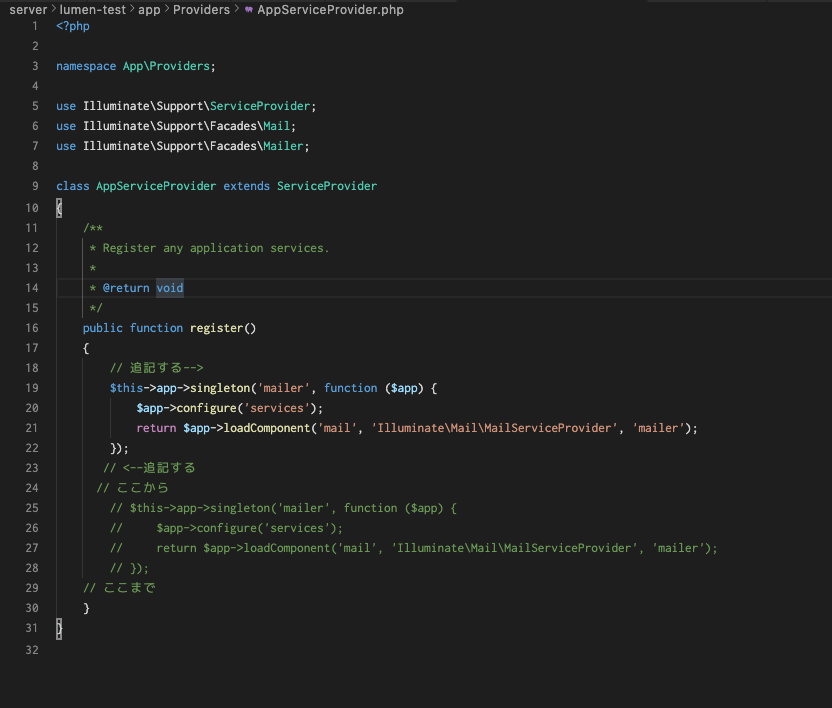 server > lumen-test > app > Providers > AppServiceProvider.php
1 <?php
2
3 namespace App\Providers;
4
5 use Illuminate\Support\ServiceProvider;
6 use Illuminate\Support\Facades\Mail;
7 use Illuminate\Support\Facades\Mailer;
8
9 class AppServiceProvider extends ServiceProvider
10 {
11     /**
12      * Register any application services.
13      *
14      * @return void
15      */
16     public function register()
17     {
18         // 追記する-->
19         $this->app->singleton('mailer', function ($app) {
20             $app->configure('services');
21             return $app->loadComponent('mail', 'Illuminate\Mail\MailServiceProvider', 'mailer');
22         });
23        // <--追記する
24       // ここから
25         // $this->app->singleton('mailer', function ($app) {
26         //     $app->configure('services');
27         //     return $app->loadComponent('mail', 'Illuminate\Mail\MailServiceProvider', 'mailer');
28         // });
29     // ここまで
30     }
31 }
32